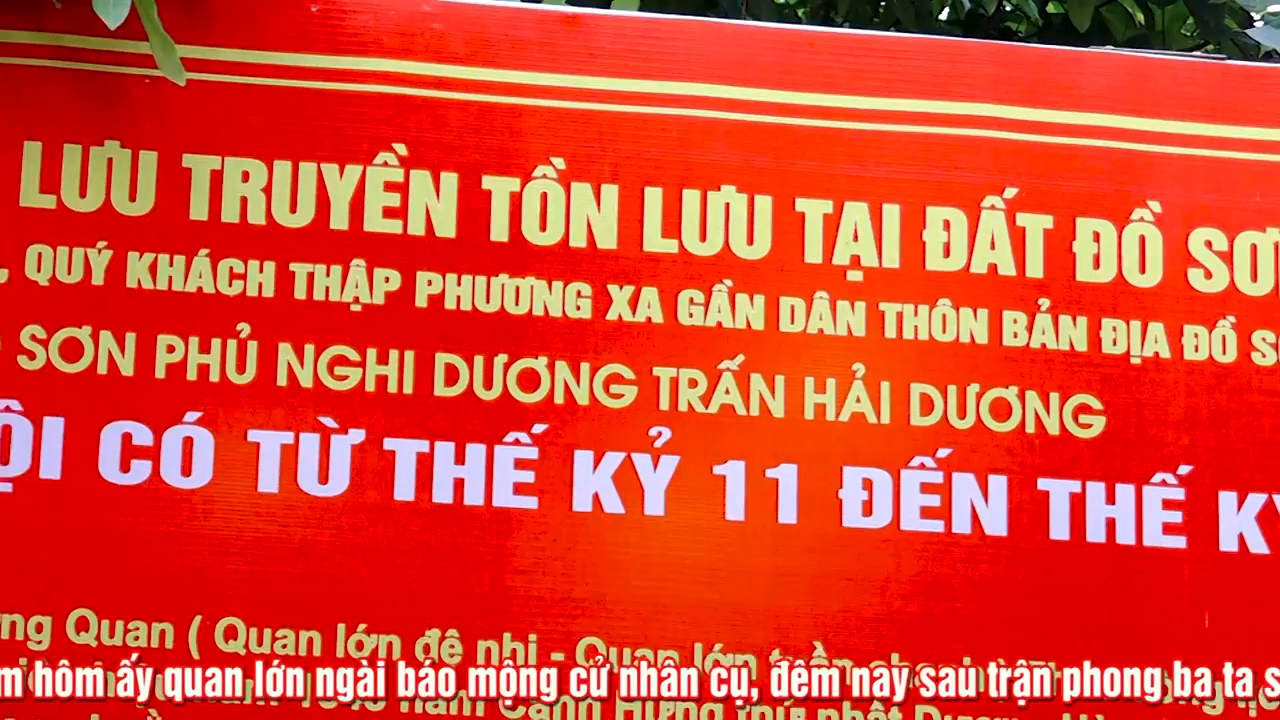 LƯU TRUYỀN TỒN LƯU TẠI ĐẤT ĐỒ SƠ
, QUÝ KHÁCH THẬP PHƯƠNG XA GẦN DÂN THÔN BẢN ĐỊA ĐỒ S
SƠN PHỦ NGHI DƯƠNG TRẤN HẢI DƯƠNG
ỘI CÓ TỪ THẾ KỶ 11 ĐẾN THẾ KỶ
ng Quan ( Quan lớn đệ nhị - Quan lớn tuần
m hôm ấy quan lớn ngài báo mộng cử nhân cụ, đêm nay sau trận phong ba ta s